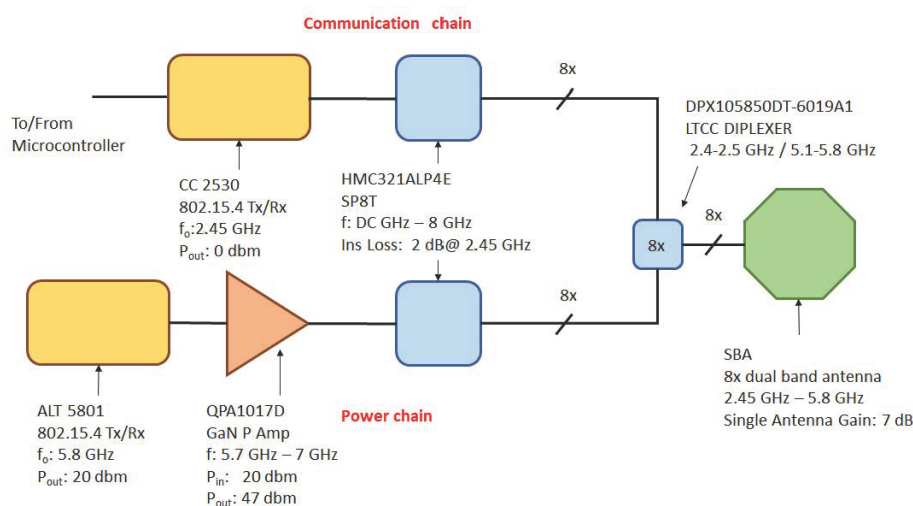 Communication chain
8x
To/From
Microcontroller
DPX105850DT-6019A1
LTCC DIPLEXER
2.4-2.5 GHz / 5.1-5.8 GHz
CC 2530
802.15.4 Tx/Rx
fₒ:2.45 GHz
Pₒᵤₜ: 0 dbm
HMC321ALP4E
SP8T
f: DC GHz – 8 GHz
Ins Loss: 2 dB@ 2.45 GHz
8x
8x
8x
SBA
8x dual band antenna
2.45 GHz – 5.8 GHz
Single Antenna Gain: 7 dB
ALT 5801
802.15.4 Tx/Rx
fₒ: 5.8 GHz
Pₒᵤₜ: 20 dbm
QPA1017D
GaN P Amp
f: 5.7 GHz – 7 GHz
Pᵢₙ: 20 dbm
Pₒᵤₜ: 47 dbm
Power chain